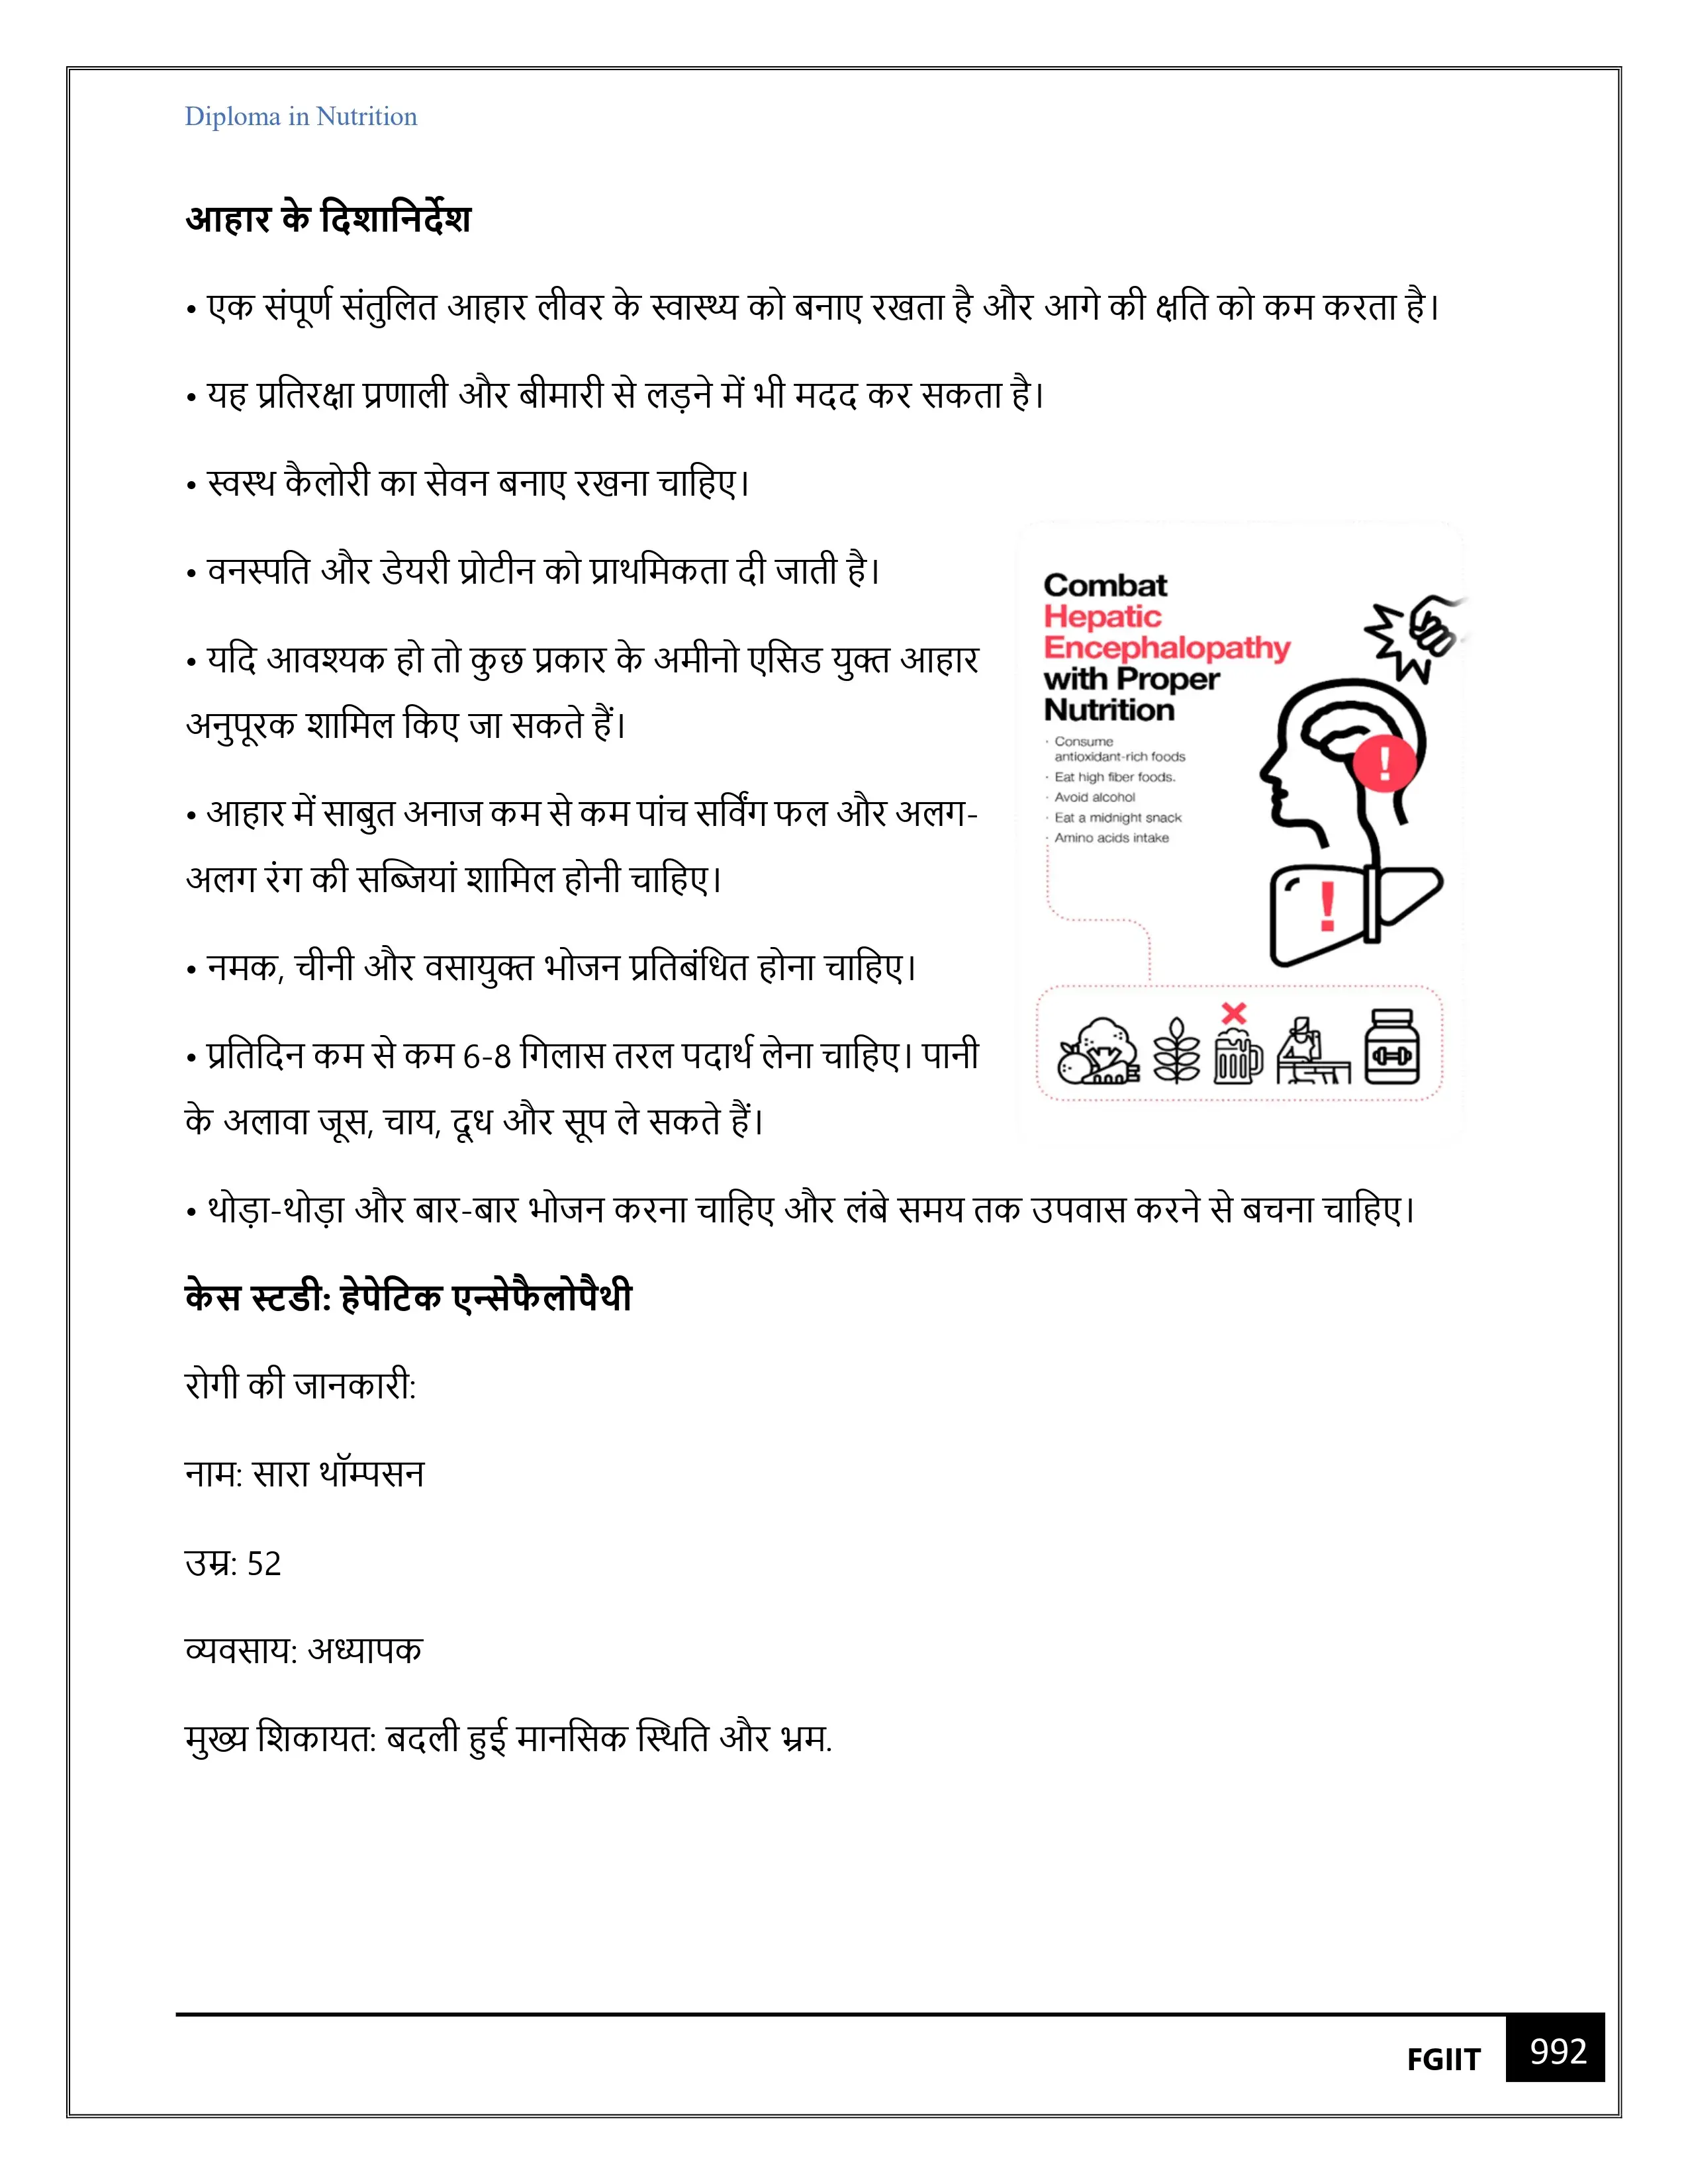 Diploma in Nutrition
आहार के दिशानिर्देश
• एक संपूर्ण संतुलित आहार लीवर के स्वास्थ्य को बनाए रखता है और आगे की क्षति को कम करता है।
• यह प्रतिरक्षा प्रणाली और बीमारी से लड़ने में भी मदद कर सकता है।
• स्वस्थ कैलोरी का सेवन बनाए रखना चाहिए।
• वनस्पति और डेयरी प्रोटीन को प्राथमिकता दी जाती है।
• यदि आवश्यक हो तो कुछ प्रकार के अमीनो एसिड युक्त आहार
अनुपूरक शामिल किए जा सकते हैं।
• आहार में साबुत अनाज कम से कम पांच सर्विंग फल और अलग-
अलग रंग की सब्जियां शामिल होनी चाहिए।
• नमक, चीनी और वसायुक्त भोजन प्रतिबंधित होना चाहिए।
• प्रतिदिन कम से कम 6-8 गिलास तरल पदार्थ लेना चाहिए। पानी
के अलावा जूस, चाय, दूध और सूप ले सकते हैं।
Combat
Hepatic
Encephalopathy
with Proper
Nutrition
· Consume
antioxidant-rich foods
· Eat high fiber foods.
· Avoid alcohol
· Eat a midnight snack
· Amino acids intake
• थोड़ा-थोड़ा और बार-बार भोजन करना चाहिए और लंबे समय तक उपवास करने से बचना चाहिए।
केस स्टडी: हेपेटिक एन्सेफैलोपैथी
रोगी की जानकारी:
नाम: सारा थॉम्पसन
उम्र: 52
व्यवसाय: अध्यापक
मुख्य शिकायत: बदली हुई मानसिक स्थिति और भ्रम.
FGIIT 992